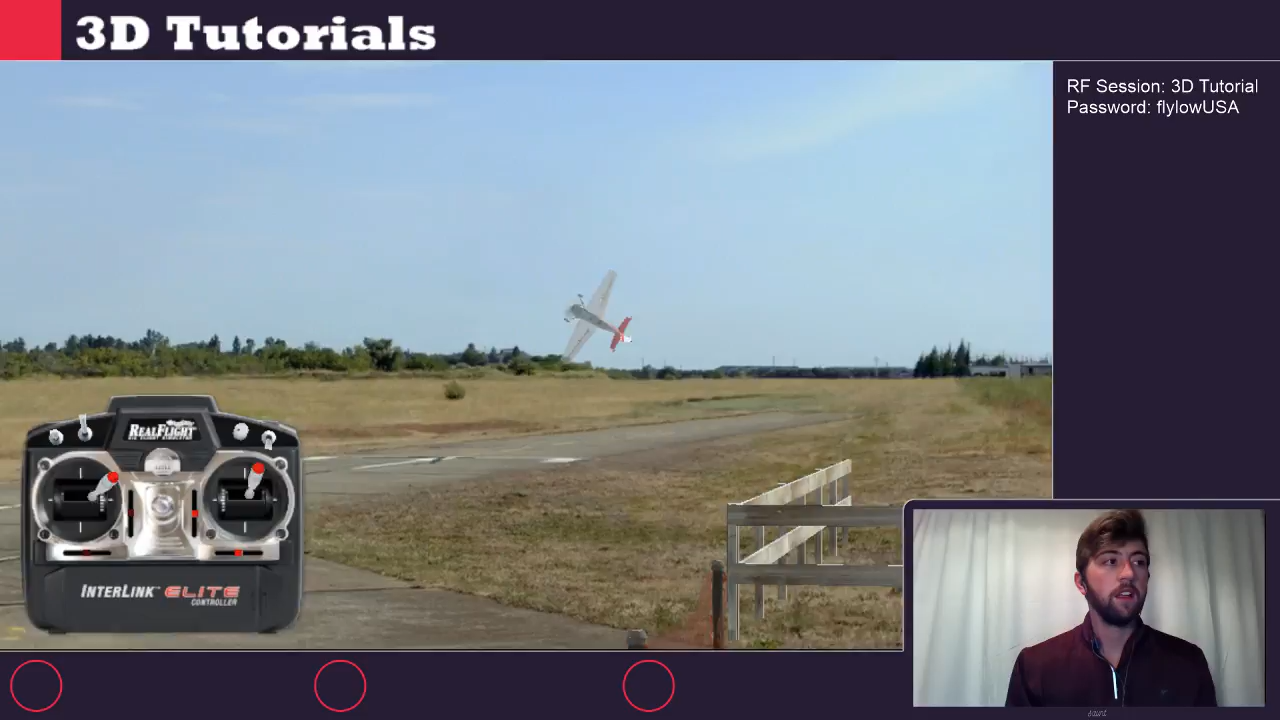 3D Tutorials
RF Session: 3D Tutorial
Password: flylowUSA
REALFLIGHT
INTERLINK ELITE
CONTROLLER